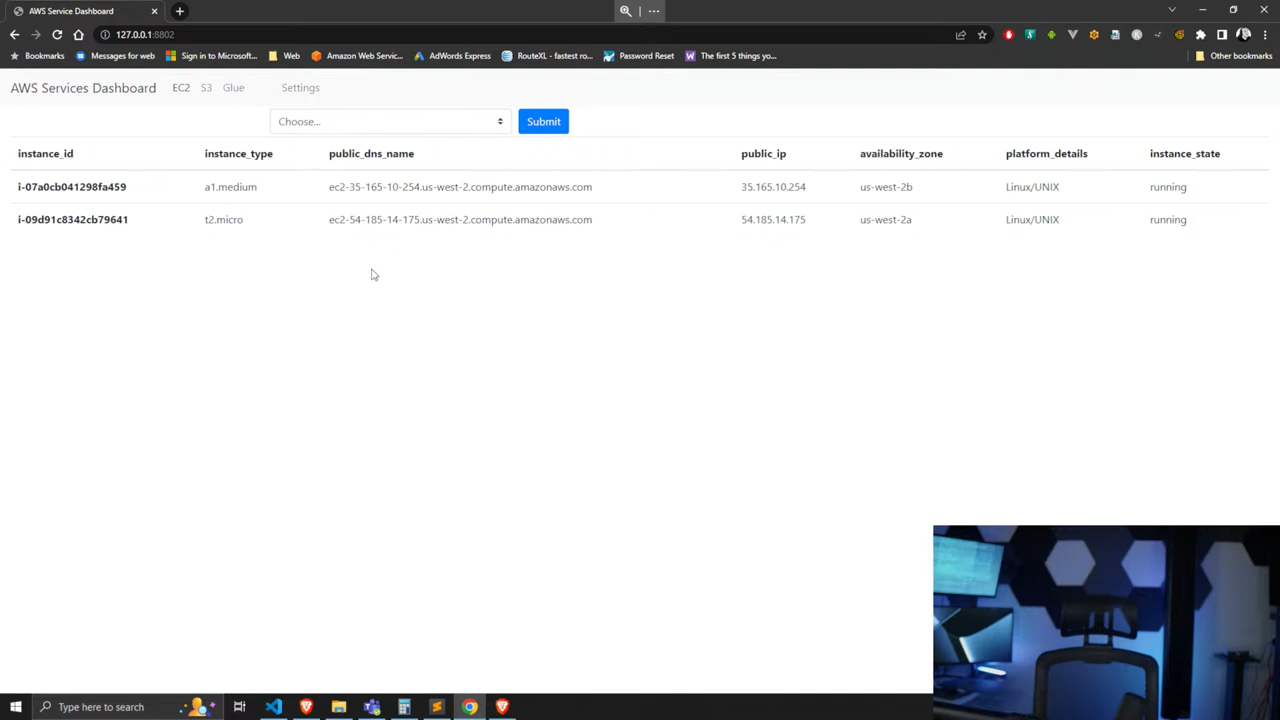 AWS Service Dashboard
127.0.0.1:8802
Bookmarks Messages for web Sign in to Microsoft... Web Amazon Web Servic... AdWords Express RouteXL - fastest ro... Password Reset The first 5 things yo... Other bookmarks
AWS Services Dashboard EC2 S3 Glue Settings
Choose... Submit
instance_id instance_type public_dns_name public_ip availability_zone platform_details instance_state
i-07a0cb041298fa459 a1.medium ec2-35-165-10-254.us-west-2.compute.amazonaws.com 35.165.10.254 us-west-2b Linux/UNIX running
i-09d91c8342cb79641 t2.micro ec2-54-185-14-175.us-west-2.compute.amazonaws.com 54.185.14.175 us-west-2a Linux/UNIX running
Type here to search